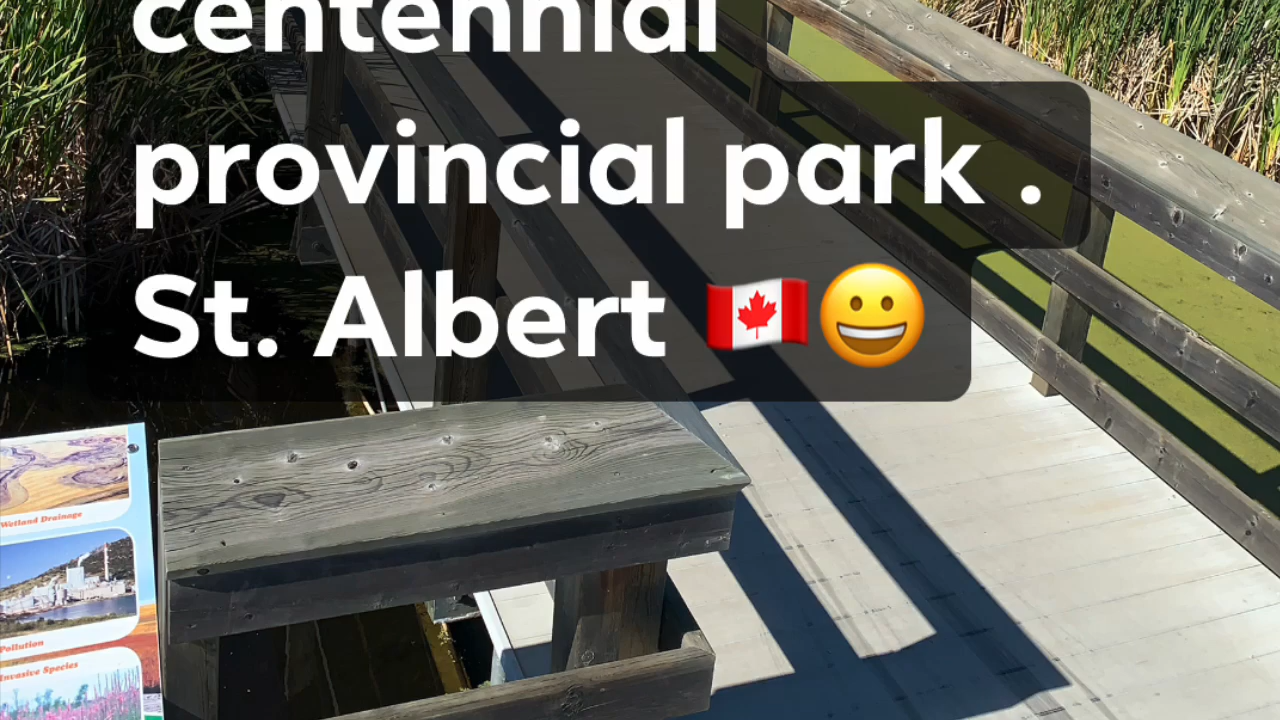 centennial
provincial park .
St. Albert 🇨🇦😀
Wetland Drainage
Pollution
Invasive Species